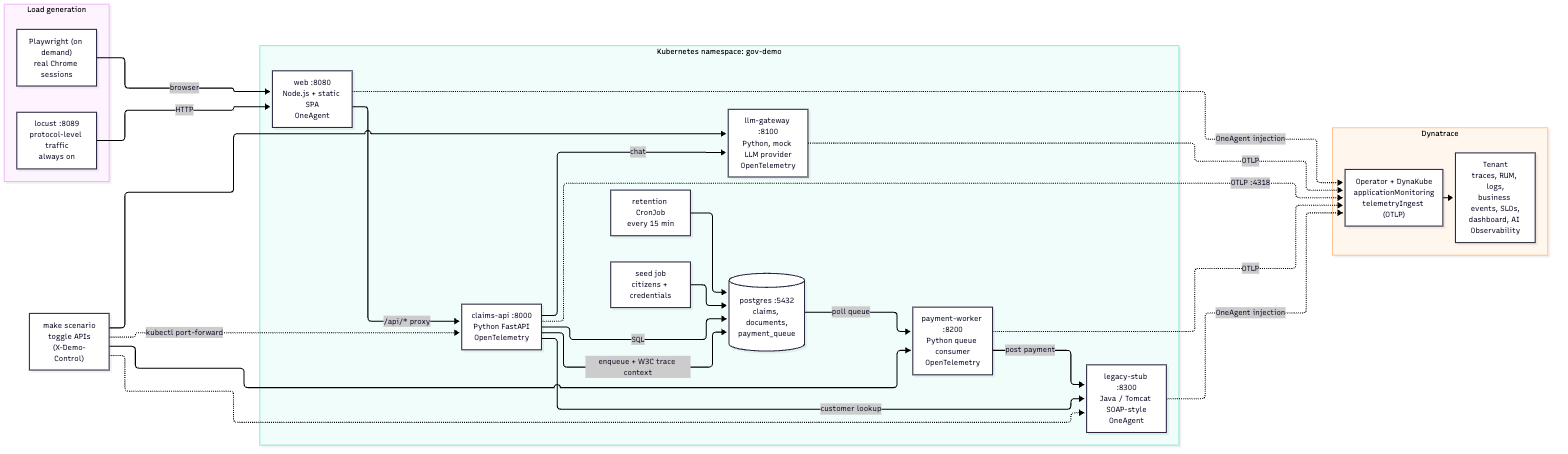 Load generation
Playwright (on
demand)
real Chrome
sessions
locust :8089
protocol-level
traffic
always on
browser
HTTP
Kubernetes namespace: gov-demo
web :8080
Node.js + static
SPA
OneAgent
llm-gateway
:8100
Python, mock
LLM provider
OpenTelemetry
chat
retention
CronJob
every 15 min
seed job
citizens +
credentials
make scenario
toggle APIs
(X-Demo-
Control)
kubectl port-forward
/api/* proxy
claims-api :8000
Python FastAPI
OpenTelemetry
SQL
enqueue + W3C trace
context
postgres :5432
claims,
documents,
payment_queue
poll queue
payment-worker
:8200
Python queue
consumer
OpenTelemetry
post payment
customer lookup
legacy-stub
:8300
Java / Tomcat
SOAP-style
OneAgent
OneAgent injection
OTLP
OTLP :4318
OTLP
OneAgent injection
Dynatrace
Operator + DynaKube
applicationMonitoring
telemetryIngest
(OTLP)
Tenant
traces, RUM,
logs,
business
events, SLOs,
dashboard, AI
Observability